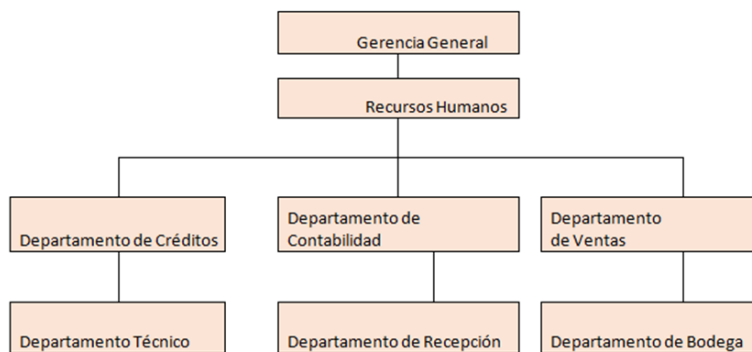 Gerencia General
Recursos Humanos
Departamento de Créditos
Departamento de
Contabilidad
Departamento
de Ventas
Departamento Técnico
Departamento de Recepción
Departamento de Bodega